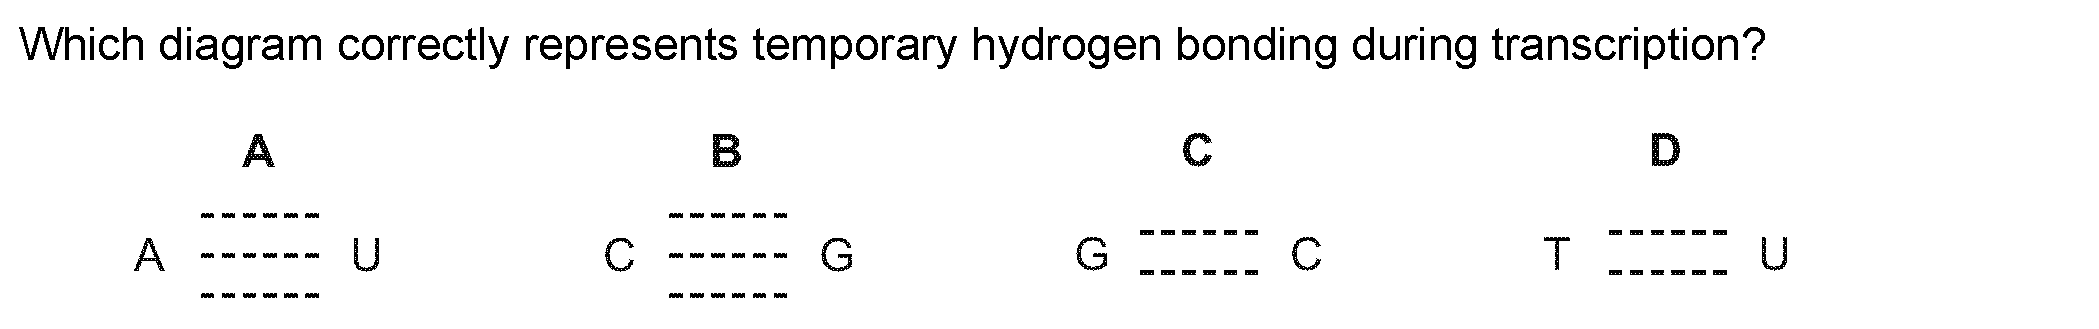 Which diagram correctly represents temporary hydrogen bonding during transcription?
A B C D
A U C G G C T U